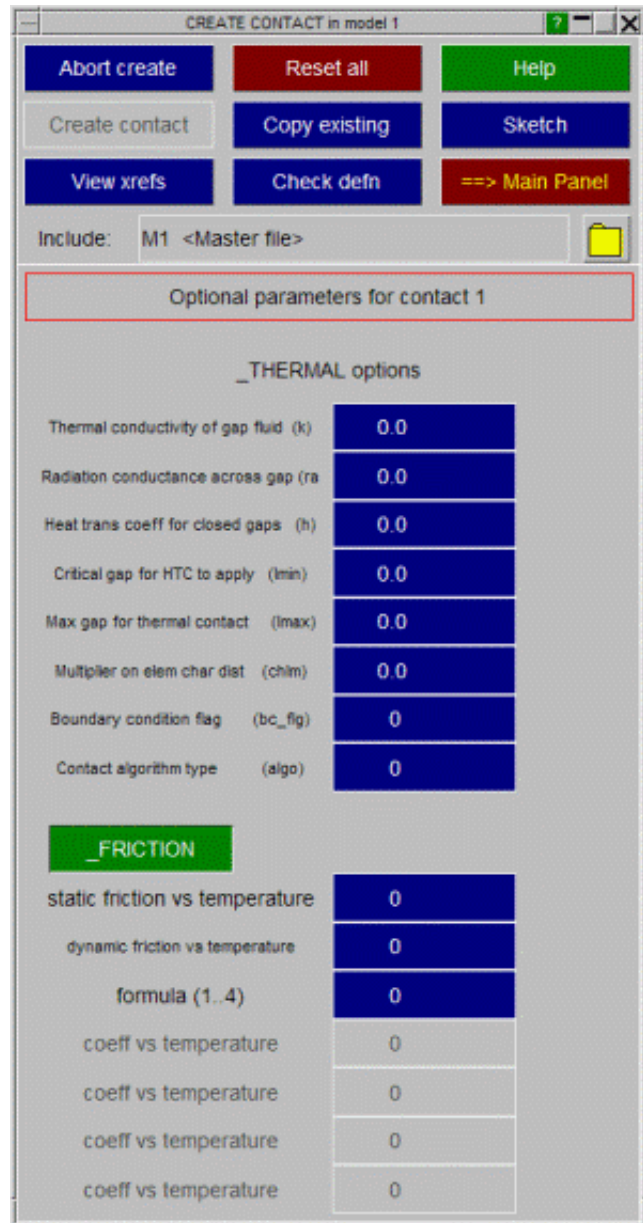 CREATE CONTACT in model 1 ?
Abort create Reset all Help
Create contact Copy existing Sketch
View xrefs Check defn ==> Main Panel
Include: M1 <Master file>
Optional parameters for contact 1
_THERMAL options
Thermal conductivity of gap fluid (k) 0.0
Radiation conductance across gap (ra 0.0
Heat trans coeff for closed gaps (h) 0.0
Critical gap for HTC to apply (lmin) 0.0
Max gap for thermal contact (lmax) 0.0
Multiplier on elem char dist (chlm) 0.0
Boundary condition flag (bc_flg) 0
Contact algorithm type (algo) 0
_FRICTION
static friction vs temperature 0
dynamic friction vs temperature 0
formula (1..4) 0
coeff vs temperature 0
coeff vs temperature 0
coeff vs temperature 0
coeff vs temperature 0